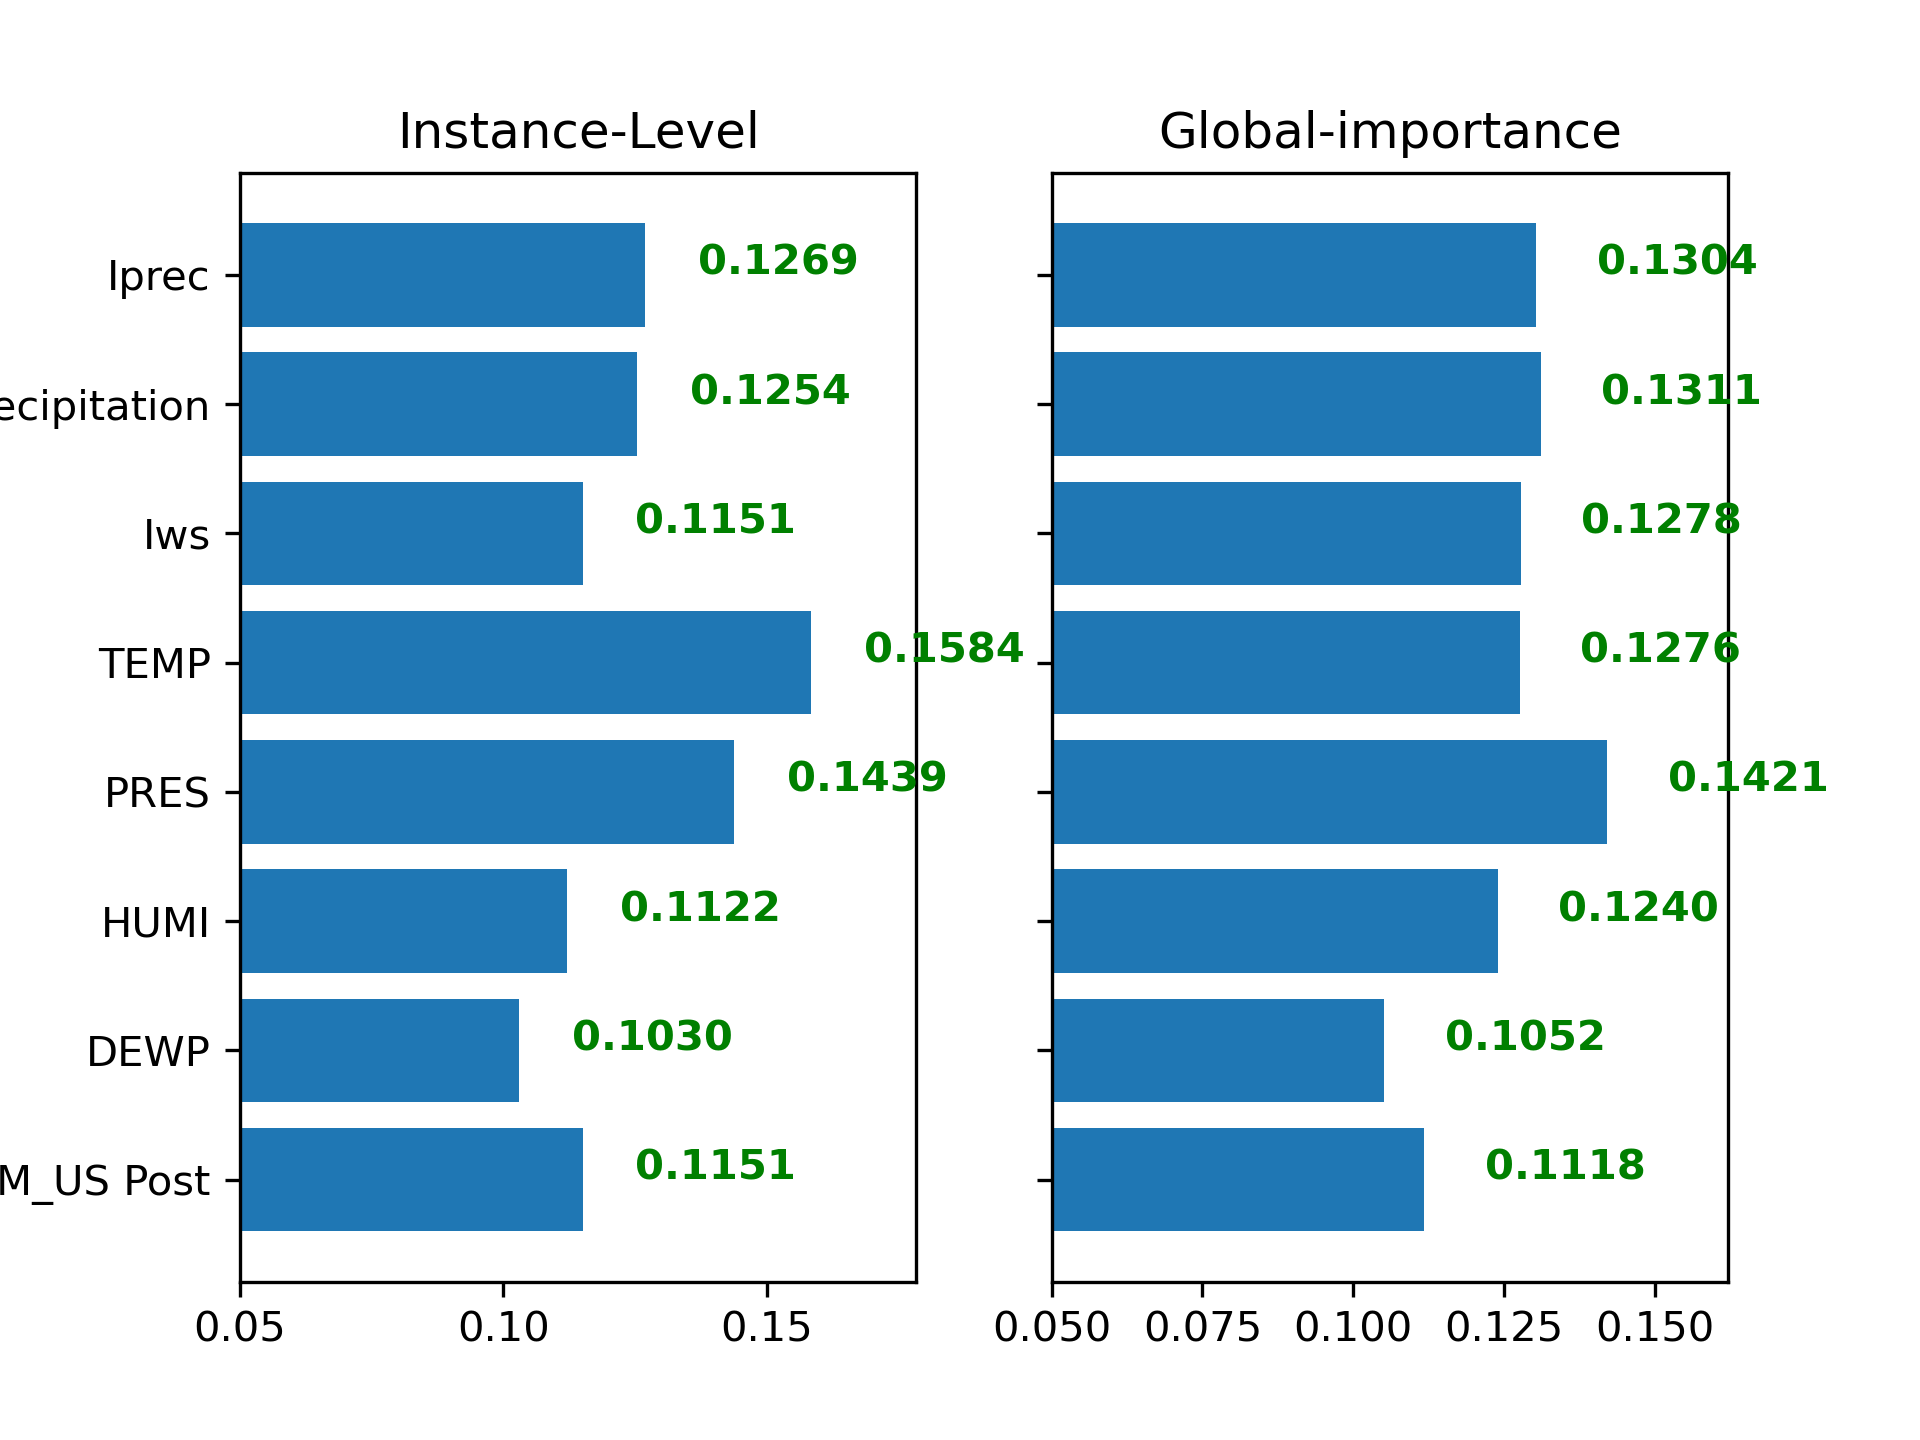 Instance-Level Global-importance
Iprec 0.1269 0.1304
ecipitation 0.1254 0.1311
Iws 0.1151 0.1278
TEMP 0.1584 0.1276
PRES 0.1439 0.1421
HUMI 0.1122 0.1240
DEWP 0.1030 0.1052
M_US Post 0.1151 0.1118
0.05 0.10 0.15 0.050 0.075 0.100 0.125 0.150